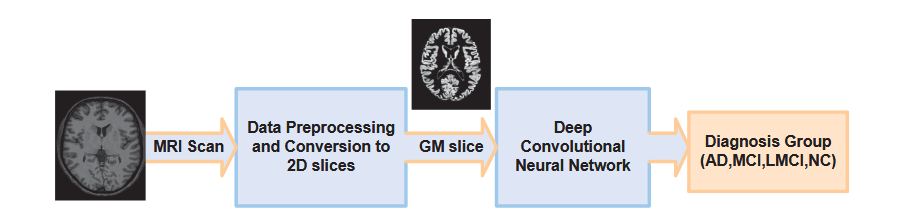 MRI Scan
Data Preprocessing
and Conversion to
2D slices
GM slice
Deep
Convolutional
Neural Network
Diagnosis Group
(AD,MCI,LMCI,NC)